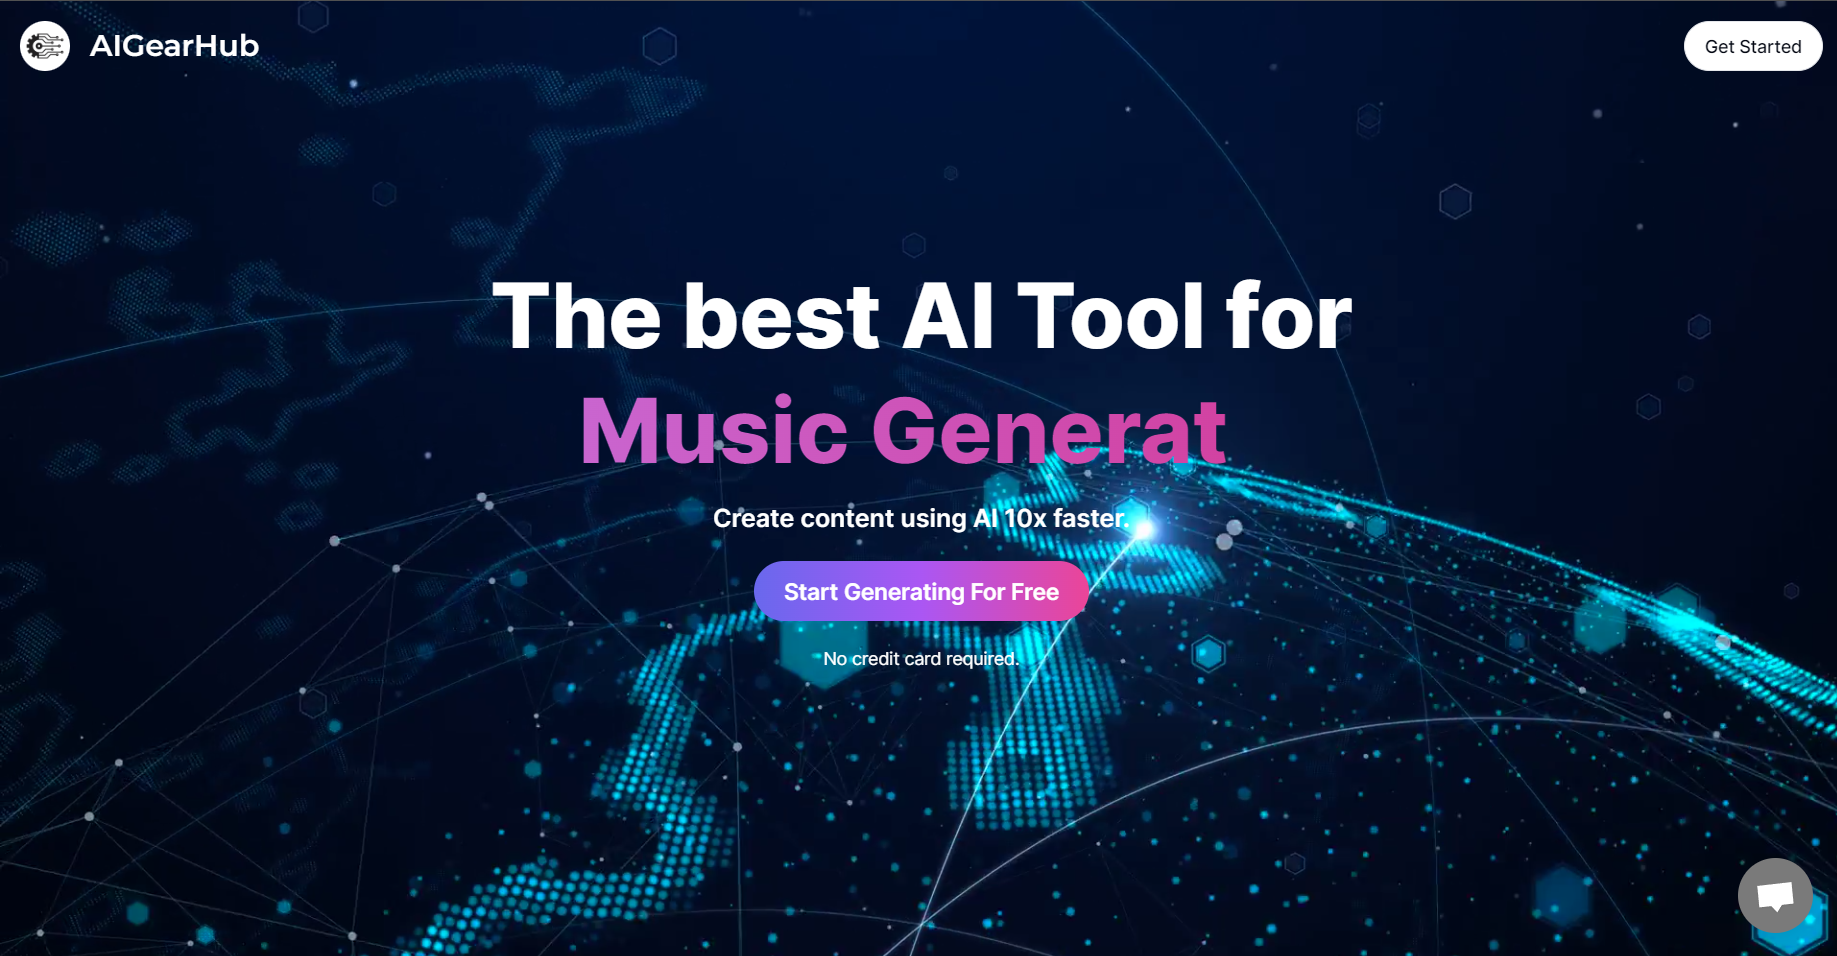 AIGearHub
Get Started
The best AI Tool for
Music Generat
Create content using AI 10x faster.
Start Generating For Free
No credit card required.